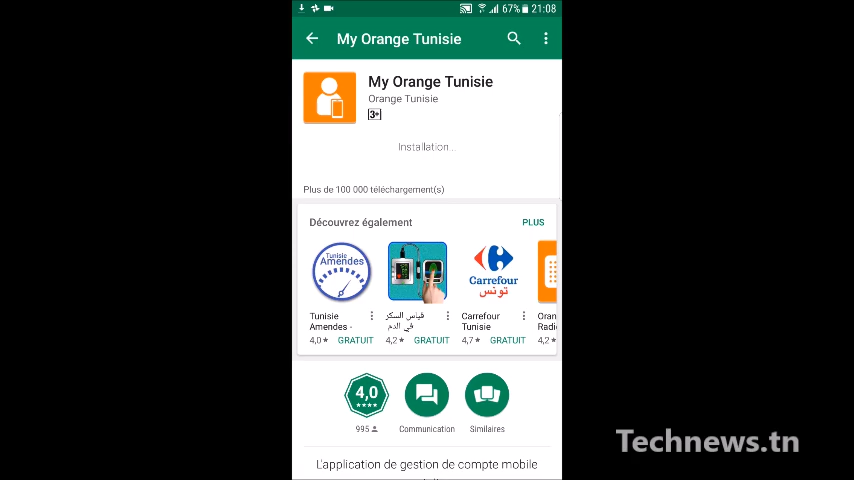 67% 21:08
My Orange Tunisie
My Orange Tunisie
Orange Tunisie
3+
Installation...
Plus de 100 000 téléchargement(s)
Découvrez également
PLUS
Tunisie
Amendes
Carrefour
تونس
Tunisie
Amendes -
4,0★ GRATUIT
قياس السكر
في الدم
4,2★ GRATUIT
Carrefour
Tunisie
4,7★ GRATUIT
Oran
Radi
4,2★
4,0
★★★★
995
Communication
Similaires
L'application de gestion de compte mobile
Technews.tn